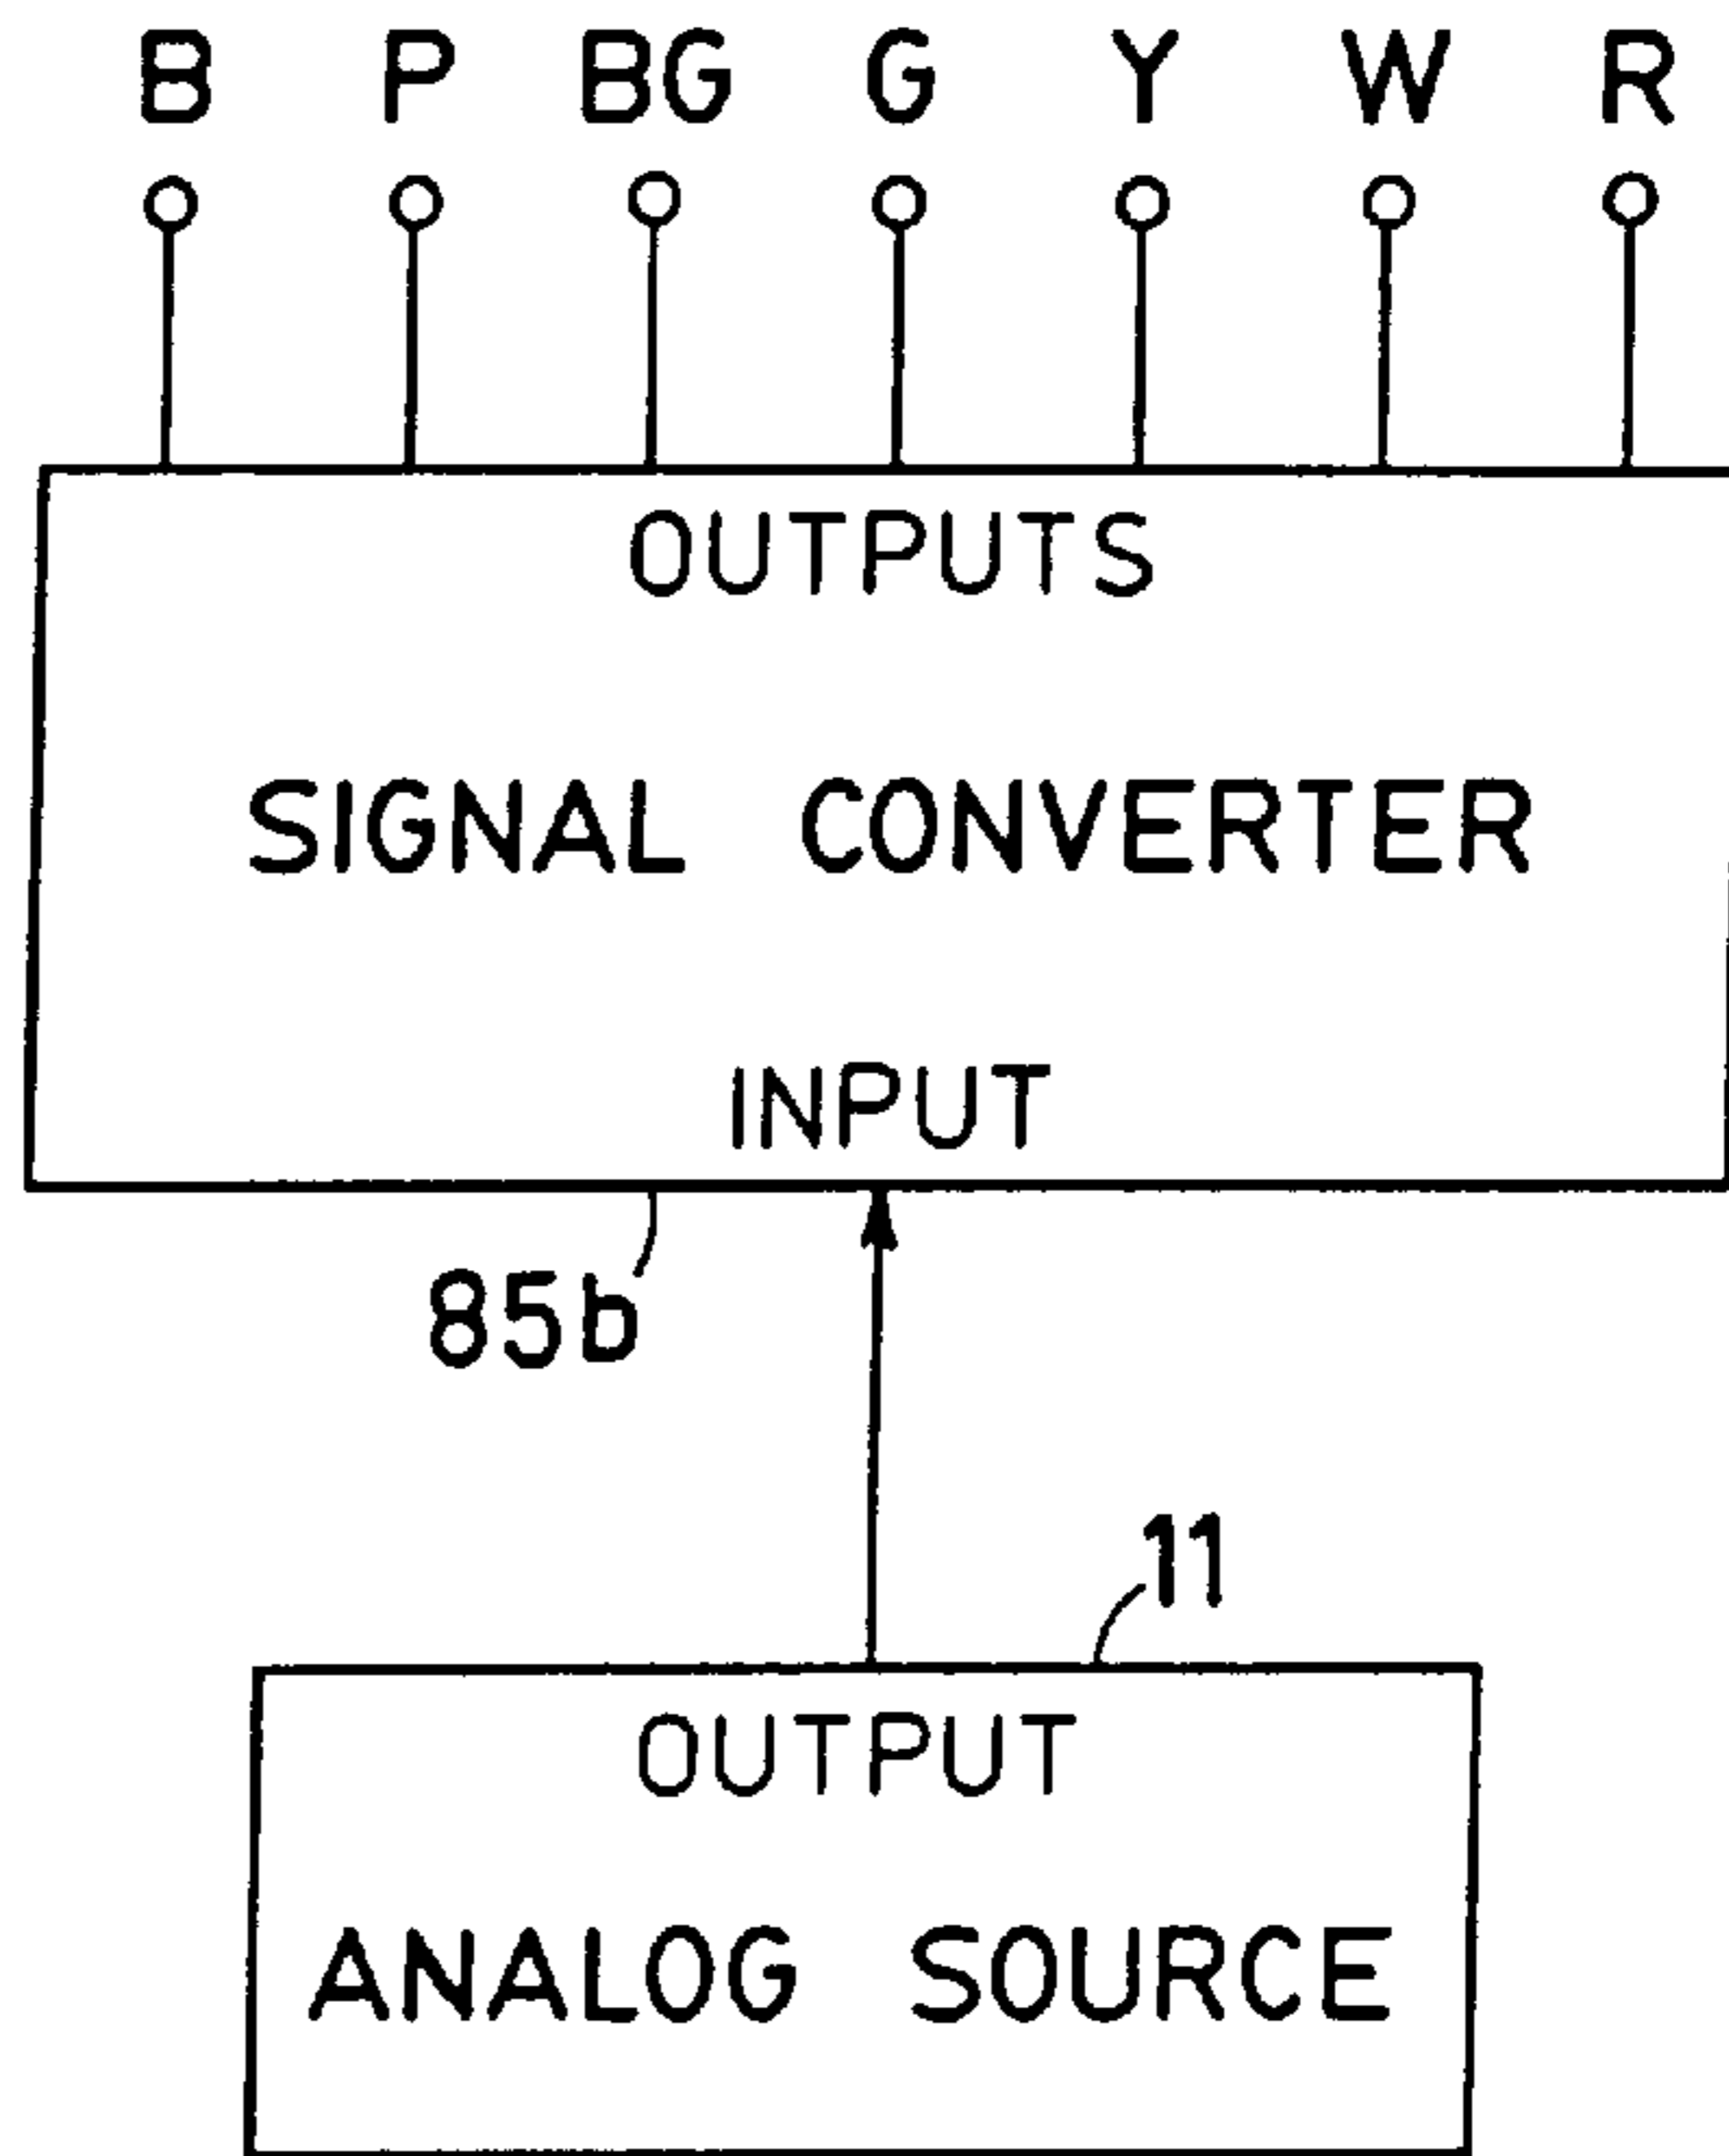 B P BG G Y W R
OUTPUTS
SIGNAL CONVERTER
INPUT
85b
11
OUTPUT
ANALOG SOURCE